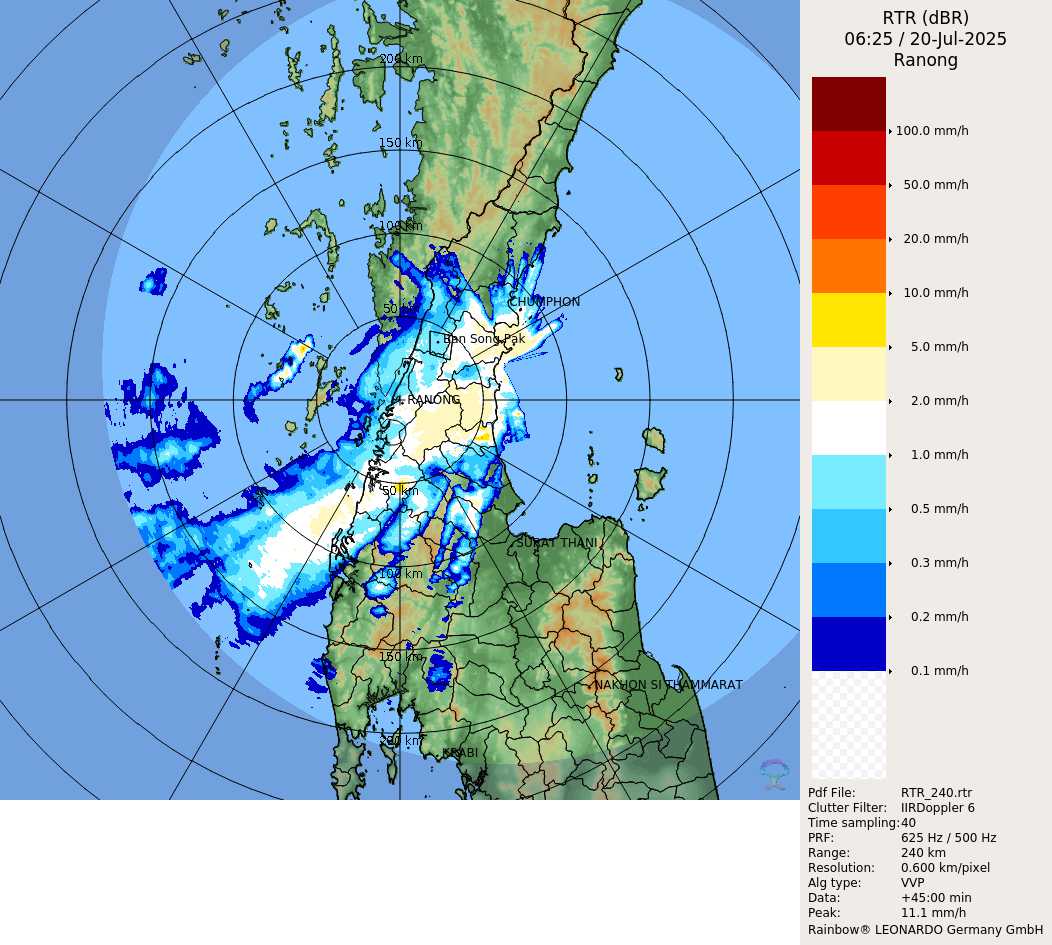 RTR (dBR)
06:25 / 20-Jul-2025
Ranong
100.0 mm/h
50.0 mm/h
20.0 mm/h
10.0 mm/h
5.0 mm/h
2.0 mm/h
1.0 mm/h
0.5 mm/h
0.3 mm/h
0.2 mm/h
0.1 mm/h
Pdf File: RTR_240.rtr
Clutter Filter: IIRDoppler 6
Time sampling:40
PRF: 625 Hz / 500 Hz
Range: 240 km
Resolution: 0.600 km/pixel
Alg type: VVP
Data: +45:00 min
Peak: 11.1 mm/h
Rainbow® LEONARDO Germany GmbH
200 km
150 km
100 km
50 km
CHUMPHON
Ban Song Pak
RANONG
50 km
SURAT THANI
100 km
150 km
NAKHON SI THAMMARAT
200 km
KRABI